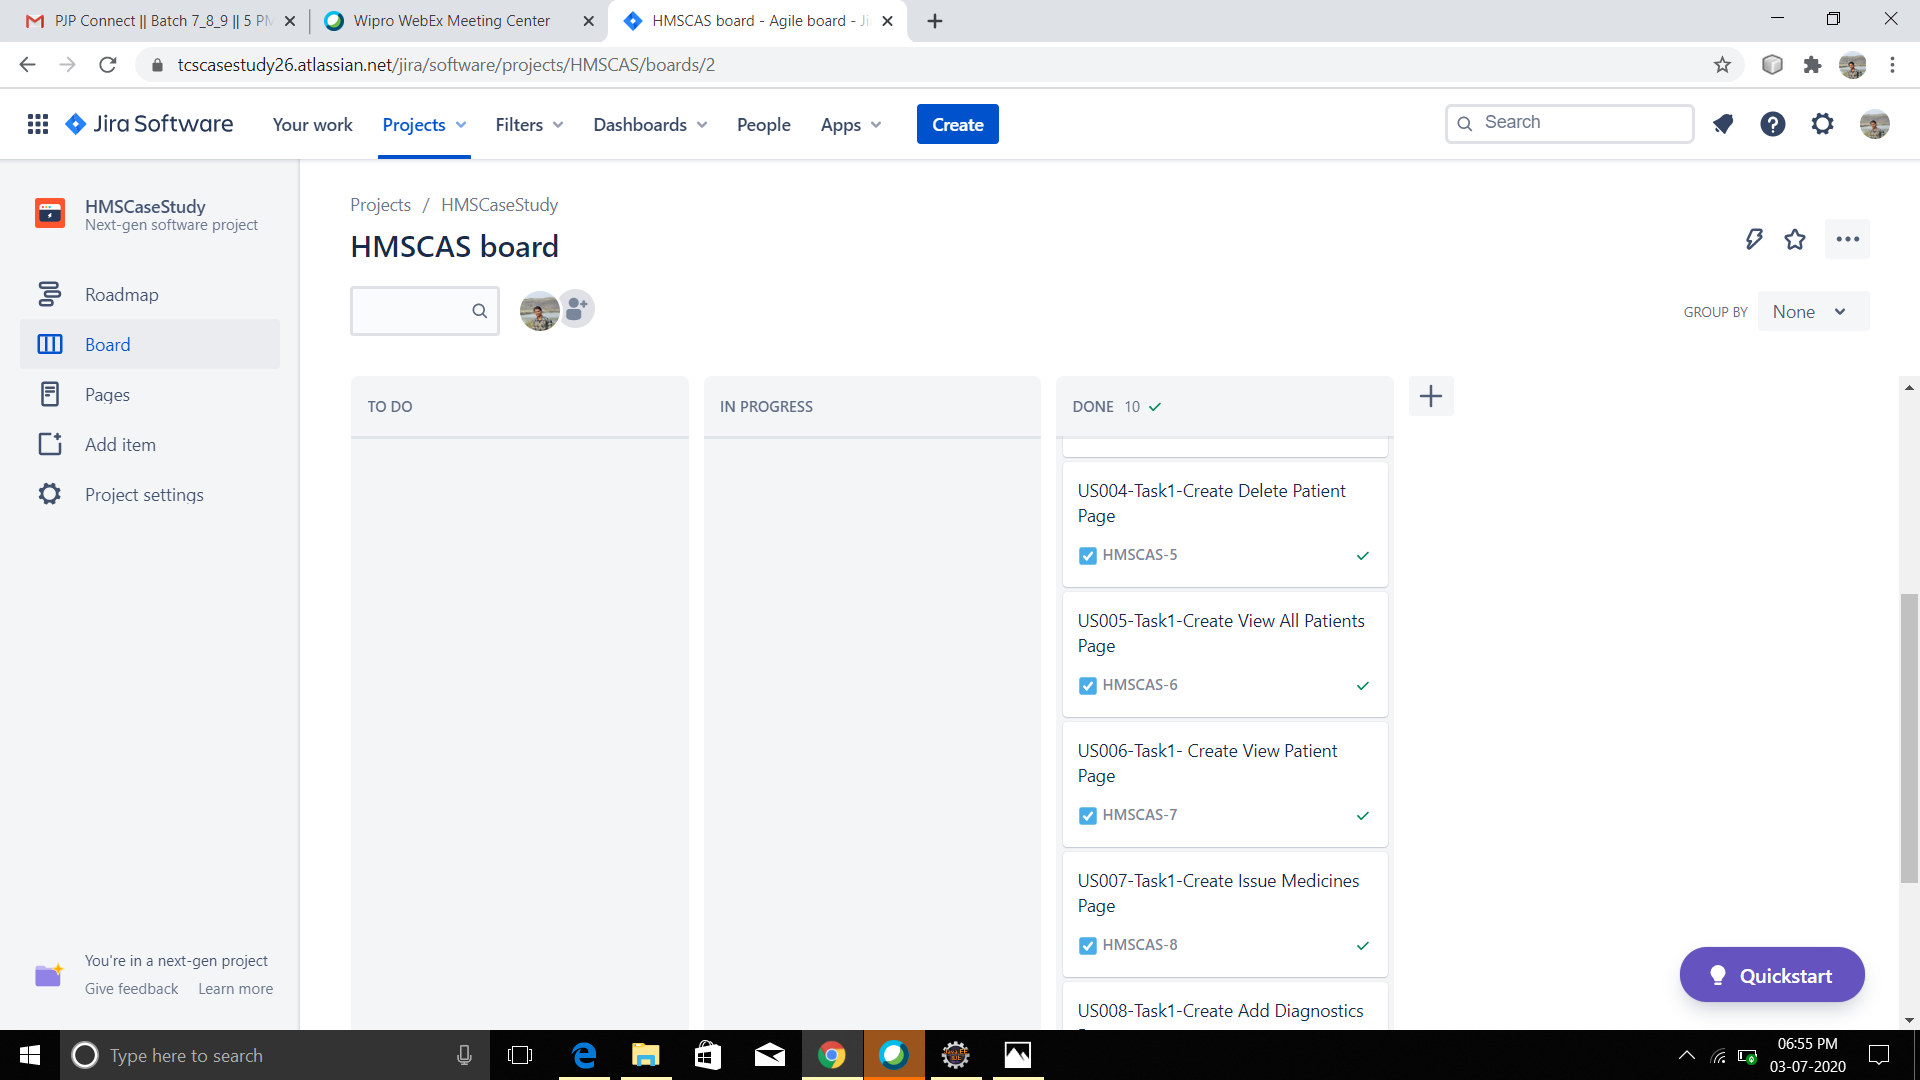 PJP Connect || Batch 7_8_9 || 5 PM
Wipro WebEx Meeting Center
HMSCAS board - Agile board - Ji
tcscasestudy26.atlassian.net/jira/software/projects/HMSCAS/boards/2
Jira Software
Your work
Projects
Filters
Dashboards
People
Apps
Create
Search
HMSCaseStudy
Next-gen software project
Roadmap
Board
Pages
Add item
Project settings
You're in a next-gen project
Give feedback
Learn more
Projects / HMSCaseStudy
HMSCAS board
GROUP BY
None
TO DO
IN PROGRESS
DONE 10
US004-Task1-Create Delete Patient
Page
HMSCAS-5
US005-Task1-Create View All Patients
Page
HMSCAS-6
US006-Task1- Create View Patient
Page
HMSCAS-7
US007-Task1-Create Issue Medicines
Page
HMSCAS-8
US008-Task1-Create Add Diagnostics
Quickstart
Type here to search
06:55 PM
03-07-2020